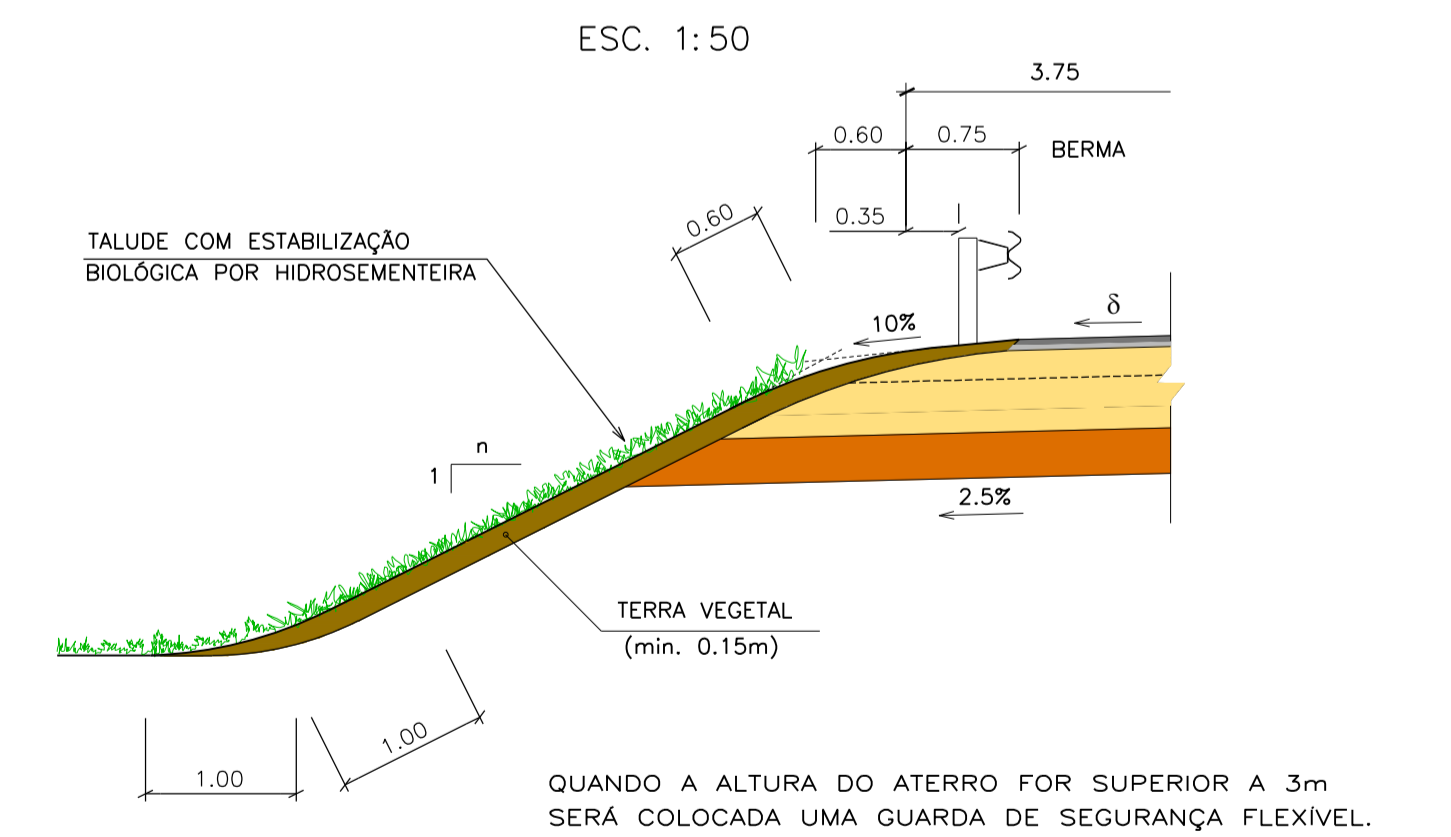 ESC. 1:50
3.75
0.60
0.75
BERMA
0.35
0.60
TALUDE COM ESTABILIZAÇÃO
BIOLÓGICA POR HIDROSEMENTEIRA
10%
δ
n
1
2.5%
TERRA VEGETAL
(min. 0.15m)
1.00
1.00
QUANDO A ALTURA DO ATERRO FOR SUPERIOR A 3m
SERÁ COLOCADA UMA GUARDA DE SEGURANÇA FLEXÍVEL.